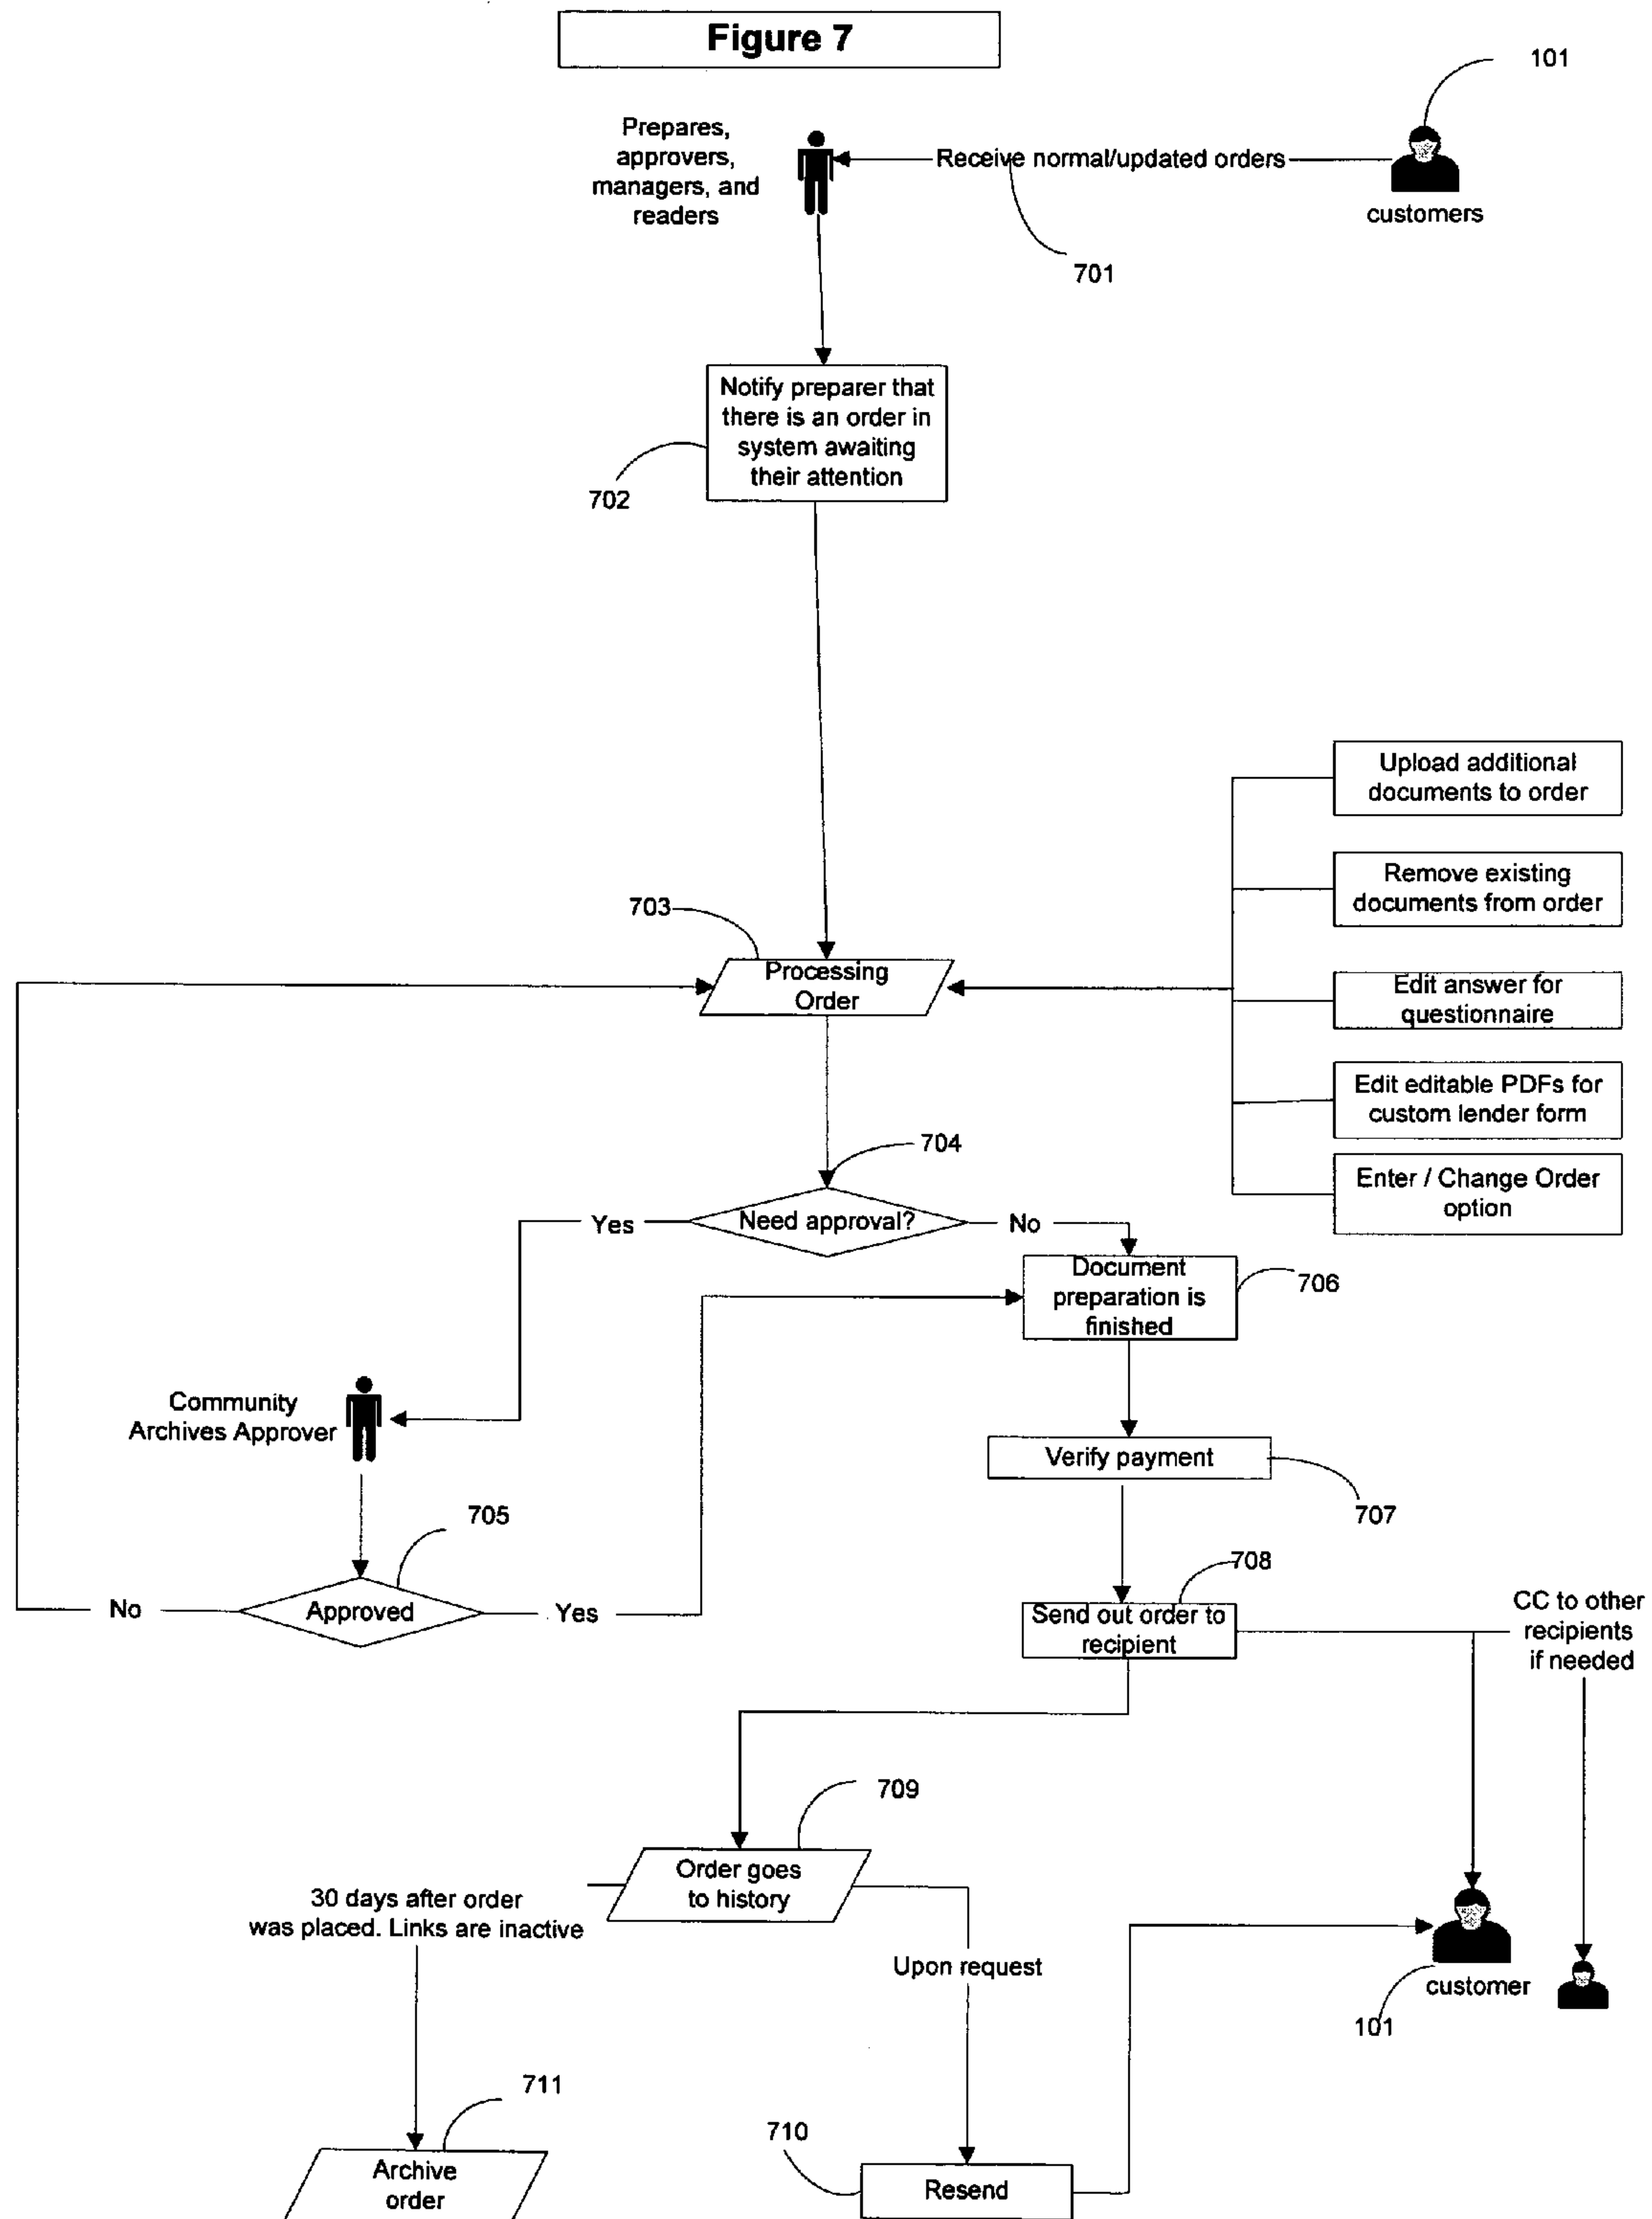 Figure 7
101
Prepares,
approvers,
managers, and
readers
Receive normal/updated orders
customers
701
Notify preparer that
there is an order in
system awaiting
their attention
702
Upload additional
documents to order
Remove existing
documents from order
703
Processing
Order
Edit answer for
questionnaire
Edit editable PDFs for
custom lender form
704
Enter / Change Order
option
Yes
Need approval?
No
Document
preparation is
finished
706
Community
Archives Approver
Verify payment
707
705
708
No
Approved
Yes
Send out order to
recipient
CC to other
recipients
if needed
709
Order goes
to history
30 days after order
was placed. Links are inactive
Upon request
customer
101
711
710
Archive
order
Resend